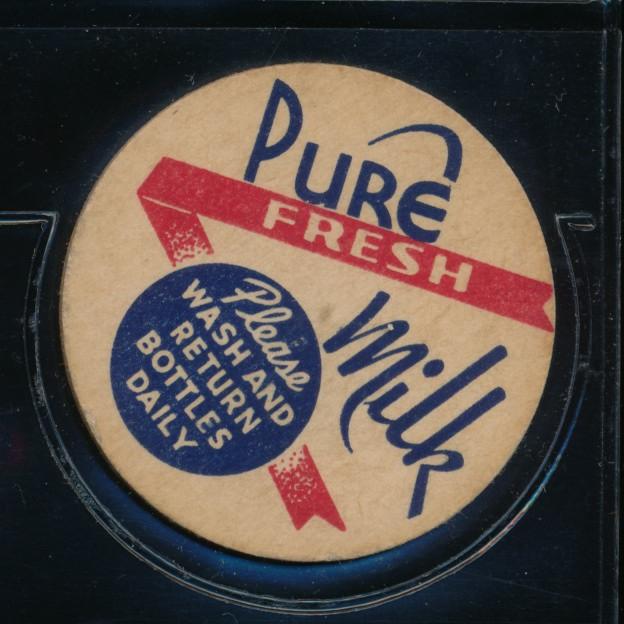 PURE
FRESH
Milk
Please
WASH AND
RETURN
BOTTLES
DAILY